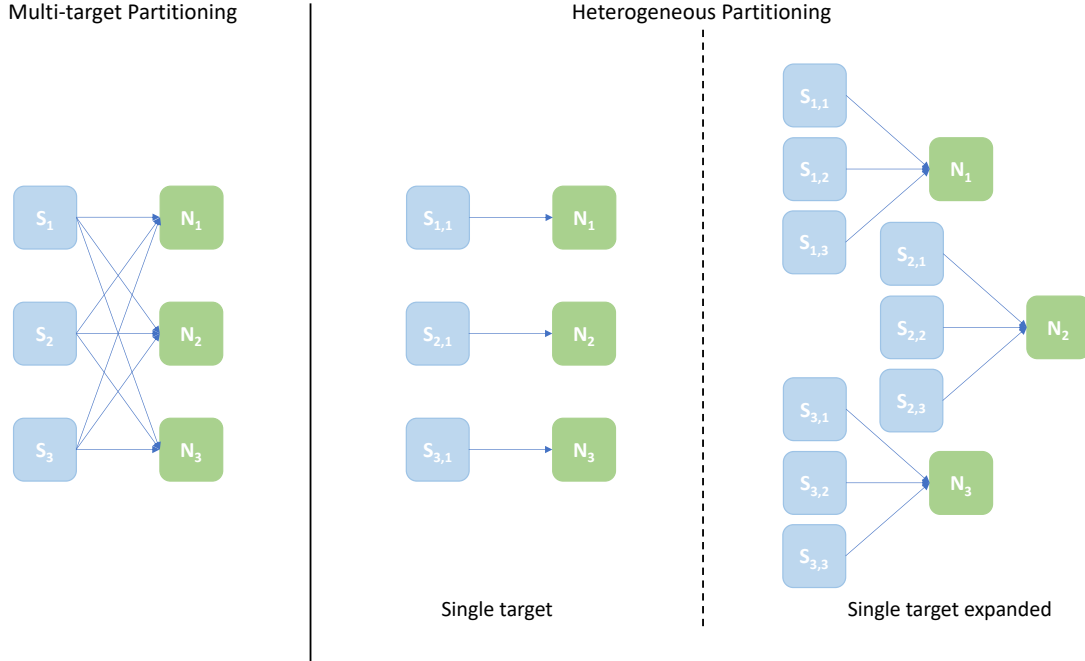 Multi-target Partitioning
Heterogeneous Partitioning
S1
N1
S2
N2
S3
N3
S1,1
N1
S2,1
N2
S3,1
N3
Single target
S1,1
S1,2
N1
S1,3
S2,1
S2,2
N2
S2,3
S3,1
S3,2
N3
S3,3
Single target expanded